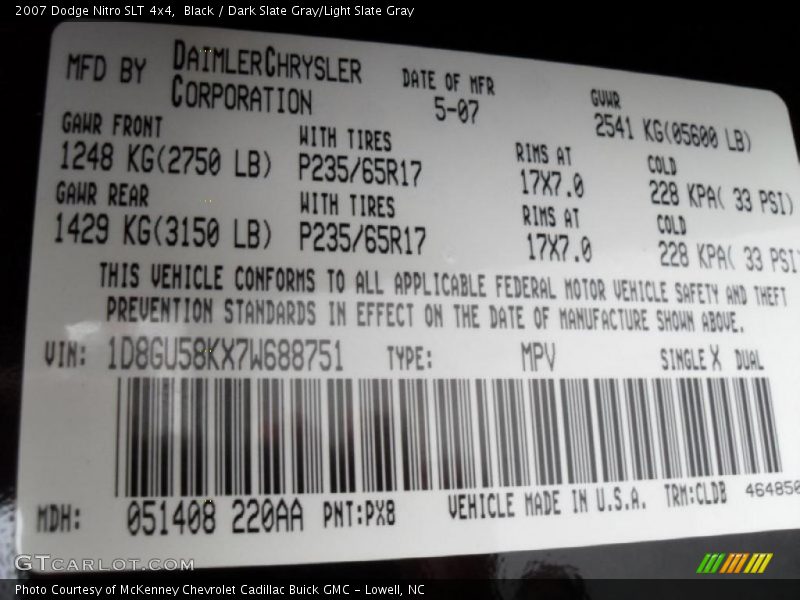 2007 Dodge Nitro SLT 4x4,  Black / Dark Slate Gray/Light Slate Gray
MFD BY DAIMLERCHRYSLER CORPORATION
DATE OF MFR 5-07
GVWR 2541 KG(05600 LB)
GAWR FRONT WITH TIRES RIMS AT COLD
1248 KG(2750 LB) P235/65R17 17X7.0 228 KPA( 33 PSI)
GAWR REAR WITH TIRES RIMS AT COLD
1429 KG(3150 LB) P235/65R17 17X7.0 228 KPA( 33 PSI
THIS VEHICLE CONFORMS TO ALL APPLICABLE FEDERAL MOTOR VEHICLE SAFETY AND THEFT
PREVENTION STANDARDS IN EFFECT ON THE DATE OF MANUFACTURE SHOWN ABOVE.
VIN: 1D8GU58KX7W688751 TYPE: MPV SINGLE X DUAL
MDH: 051408 220AA PNT:PX8 VEHICLE MADE IN U.S.A. TRM:CLDB 464850
GTCARLOT.COM
Photo Courtesy of McKenney Chevrolet Cadillac Buick GMC - Lowell, NC